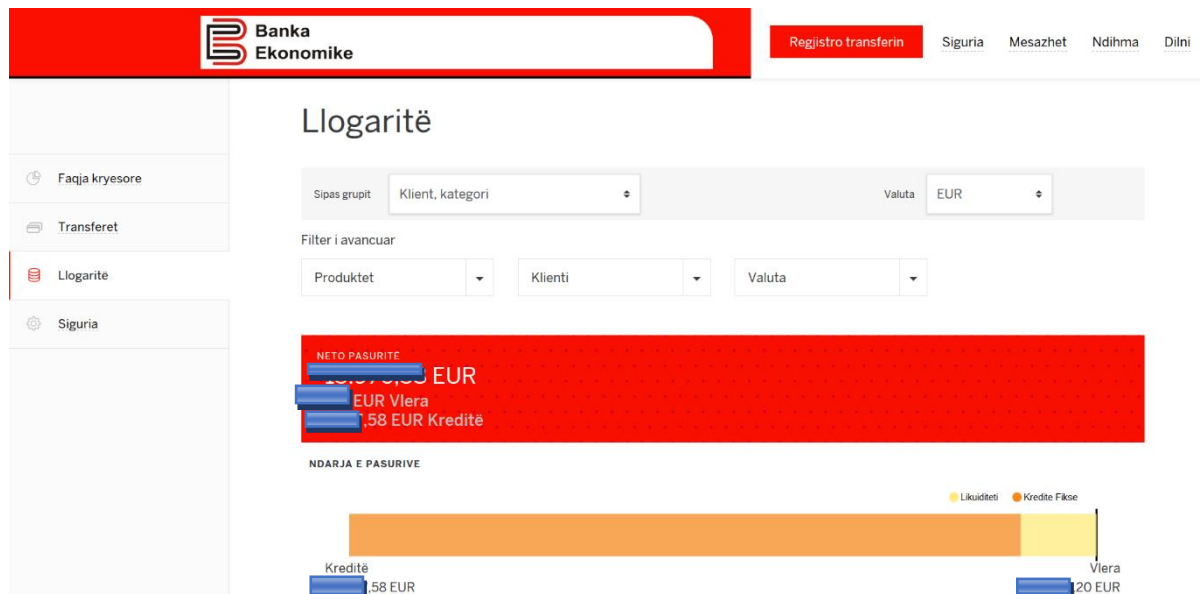 Banka
Ekonomike
Regjistro transferin Siguria Mesazhet Ndihma Dilni
Llogaritë
Faqja kryesore
Transferet
Llogaritë
Siguria
Sipas grupit Klient, kategori Valuta EUR
Filter i avancuar
Produktet Klienti Valuta
NETO PASURITË
EUR
EUR Vlera
,58 EUR Kreditë
NDARJA E PASURIVE
Likuiditeti Kredite Fikse
Kreditë Vlera
,58 EUR ,20 EUR